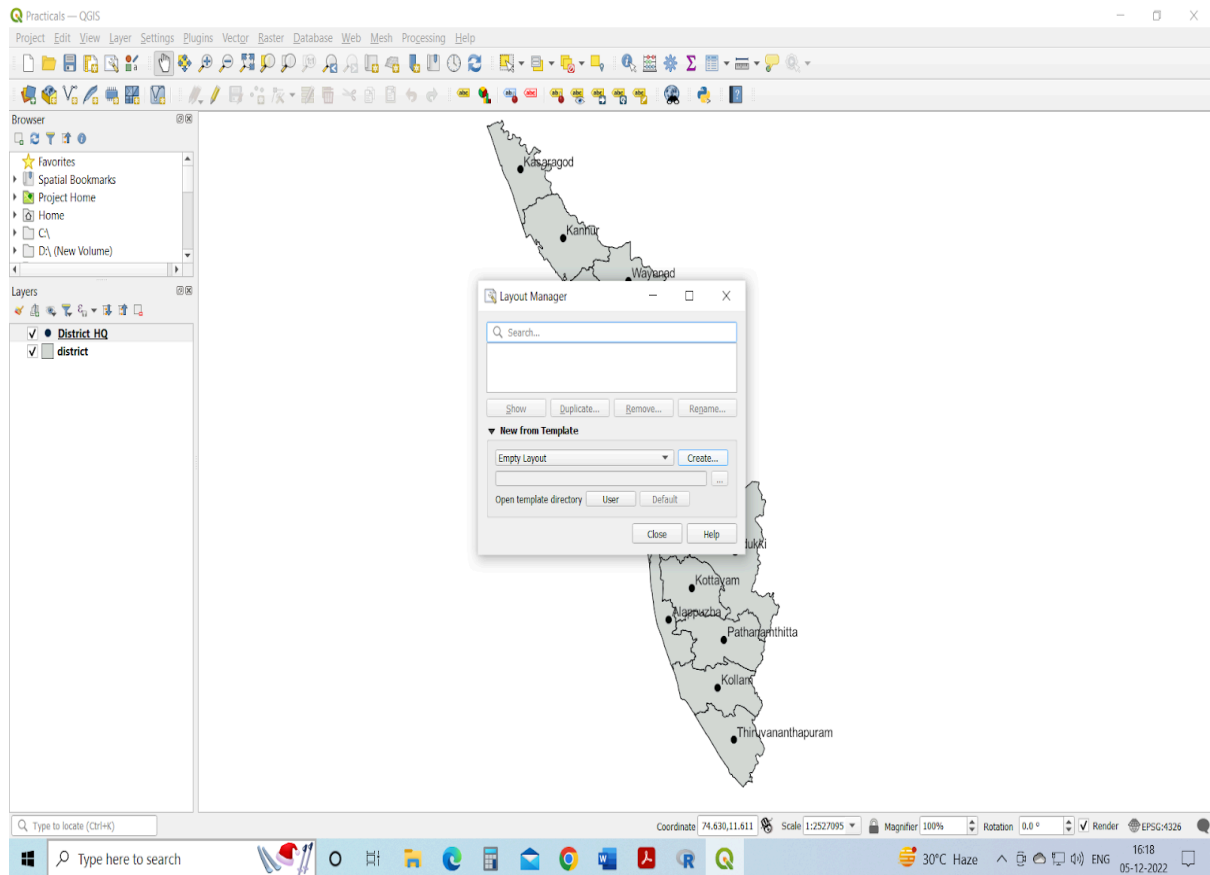 Practicals — QGIS
Project Edit View Layer Settings Plugins Vector Raster Database Web Mesh Processing Help
Browser
Favorites
Spatial Bookmarks
Project Home
Home
C:\
D:\ (New Volume)
Layers
District HQ
district
Kasaragod
Kannur
Wayanad
Layout Manager
Search...
Show Duplicate... Remove... Rename...
New from Template
Empty Layout Create...
...
Open template directory User Default
Close Help
Kottayam
Alappuzha
Pathanamthitta
Kollam
Thiruvananthapuram
Type to locate (Ctrl+K) Coordinate 74.630,11.611 Scale 1:2527095 Magnifier 100% Rotation 0.0 ° Render EPSG:4326
Type here to search 30°C Haze ENG 16:18
05-12-2022